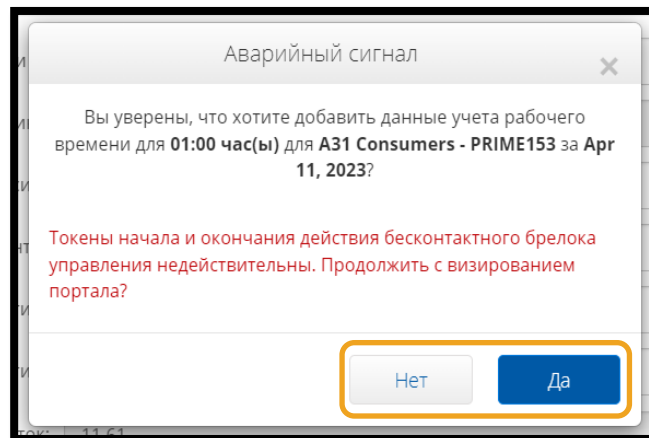 Аварийный сигнал
×
Вы уверены, что хотите добавить данные учета рабочего
времени для 01:00 час(ы) для A31 Consumers - PRIME153 за Apr
11, 2023?
Токены начала и окончания действия бесконтактного брелока
управления недействительны. Продолжить с визированием
портала?
Нет Да
11.61